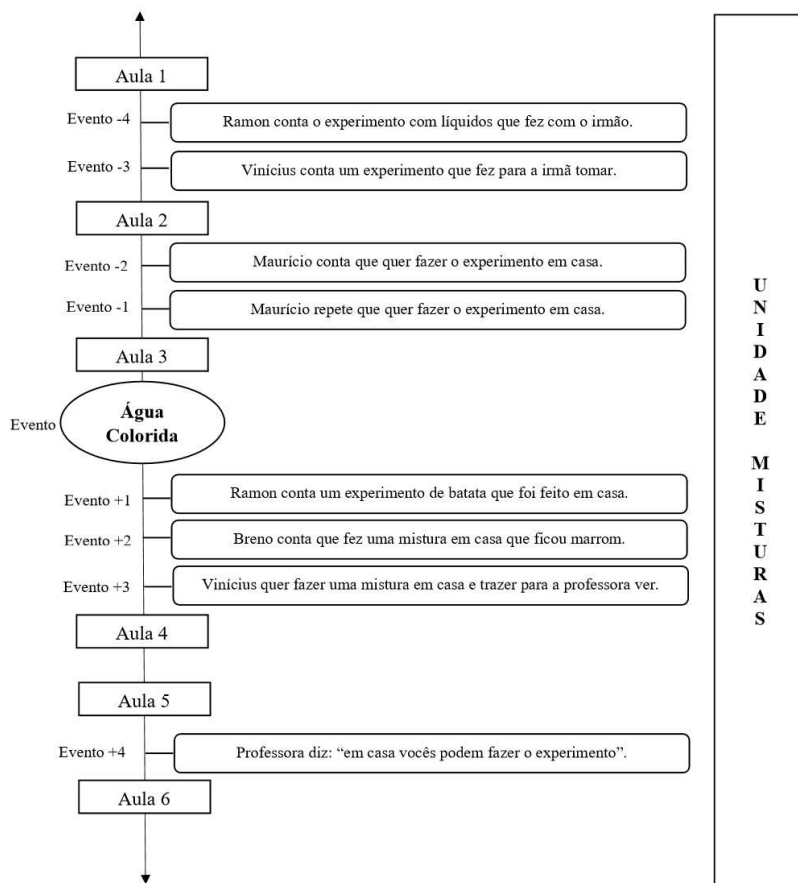 Aula 1
Evento -4
Ramon conta o experimento com líquidos que fez com o irmão.
Evento -3
Vinícius conta um experimento que fez para a irmã tomar.
Aula 2
Evento -2
Maurício conta que quer fazer o experimento em casa.
Evento -1
Maurício repete que quer fazer o experimento em casa.
Aula 3
Evento
Água
Colorida
Evento +1
Ramon conta um experimento de batata que foi feito em casa.
Evento +2
Breno conta que fez uma mistura em casa que ficou marrom.
Evento +3
Vinícius quer fazer uma mistura em casa e trazer para a professora ver.
Aula 4
Aula 5
Evento +4
Professora diz: “em casa vocês podem fazer o experimento”.
Aula 6
UNIDADE MISTURAS